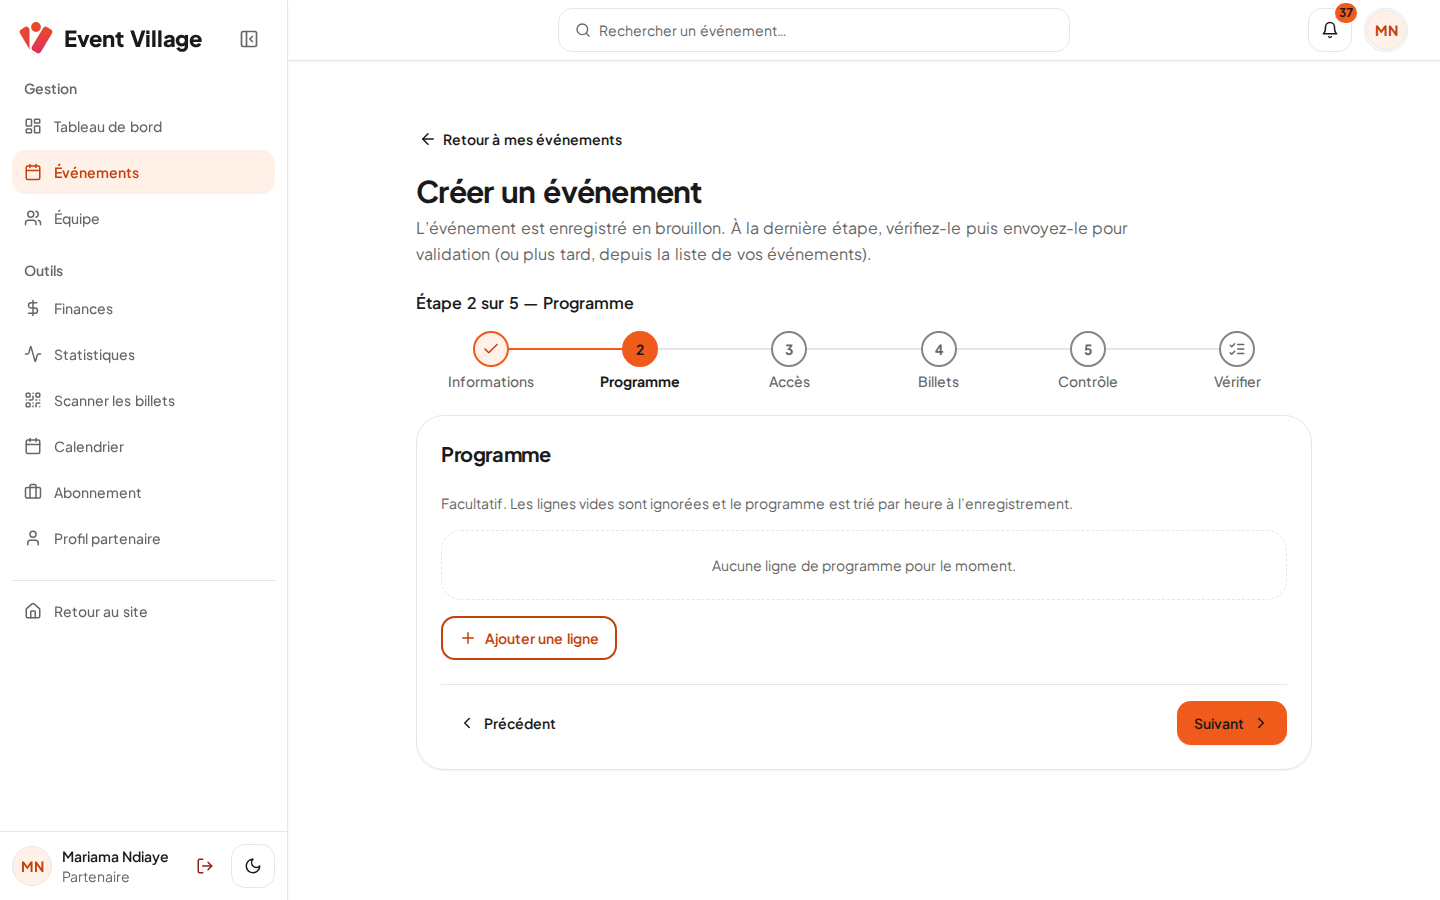 Event Village
Rechercher un événement…
37
MN
Gestion
Tableau de bord
Événements
Équipe
Outils
Finances
Statistiques
Scanner les billets
Calendrier
Abonnement
Profil partenaire
Retour au site
MN
Mariama Ndiaye
Partenaire
Retour à mes événements
Créer un événement
L’événement est enregistré en brouillon. À la dernière étape, vérifiez-le puis envoyez-le pour
validation (ou plus tard, depuis la liste de vos événements).
Étape 2 sur 5 — Programme
2
3
4
5
Informations
Programme
Accès
Billets
Contrôle
Vérifier
Programme
Facultatif. Les lignes vides sont ignorées et le programme est trié par heure à l’enregistrement.
Aucune ligne de programme pour le moment.
Ajouter une ligne
Précédent
Suivant